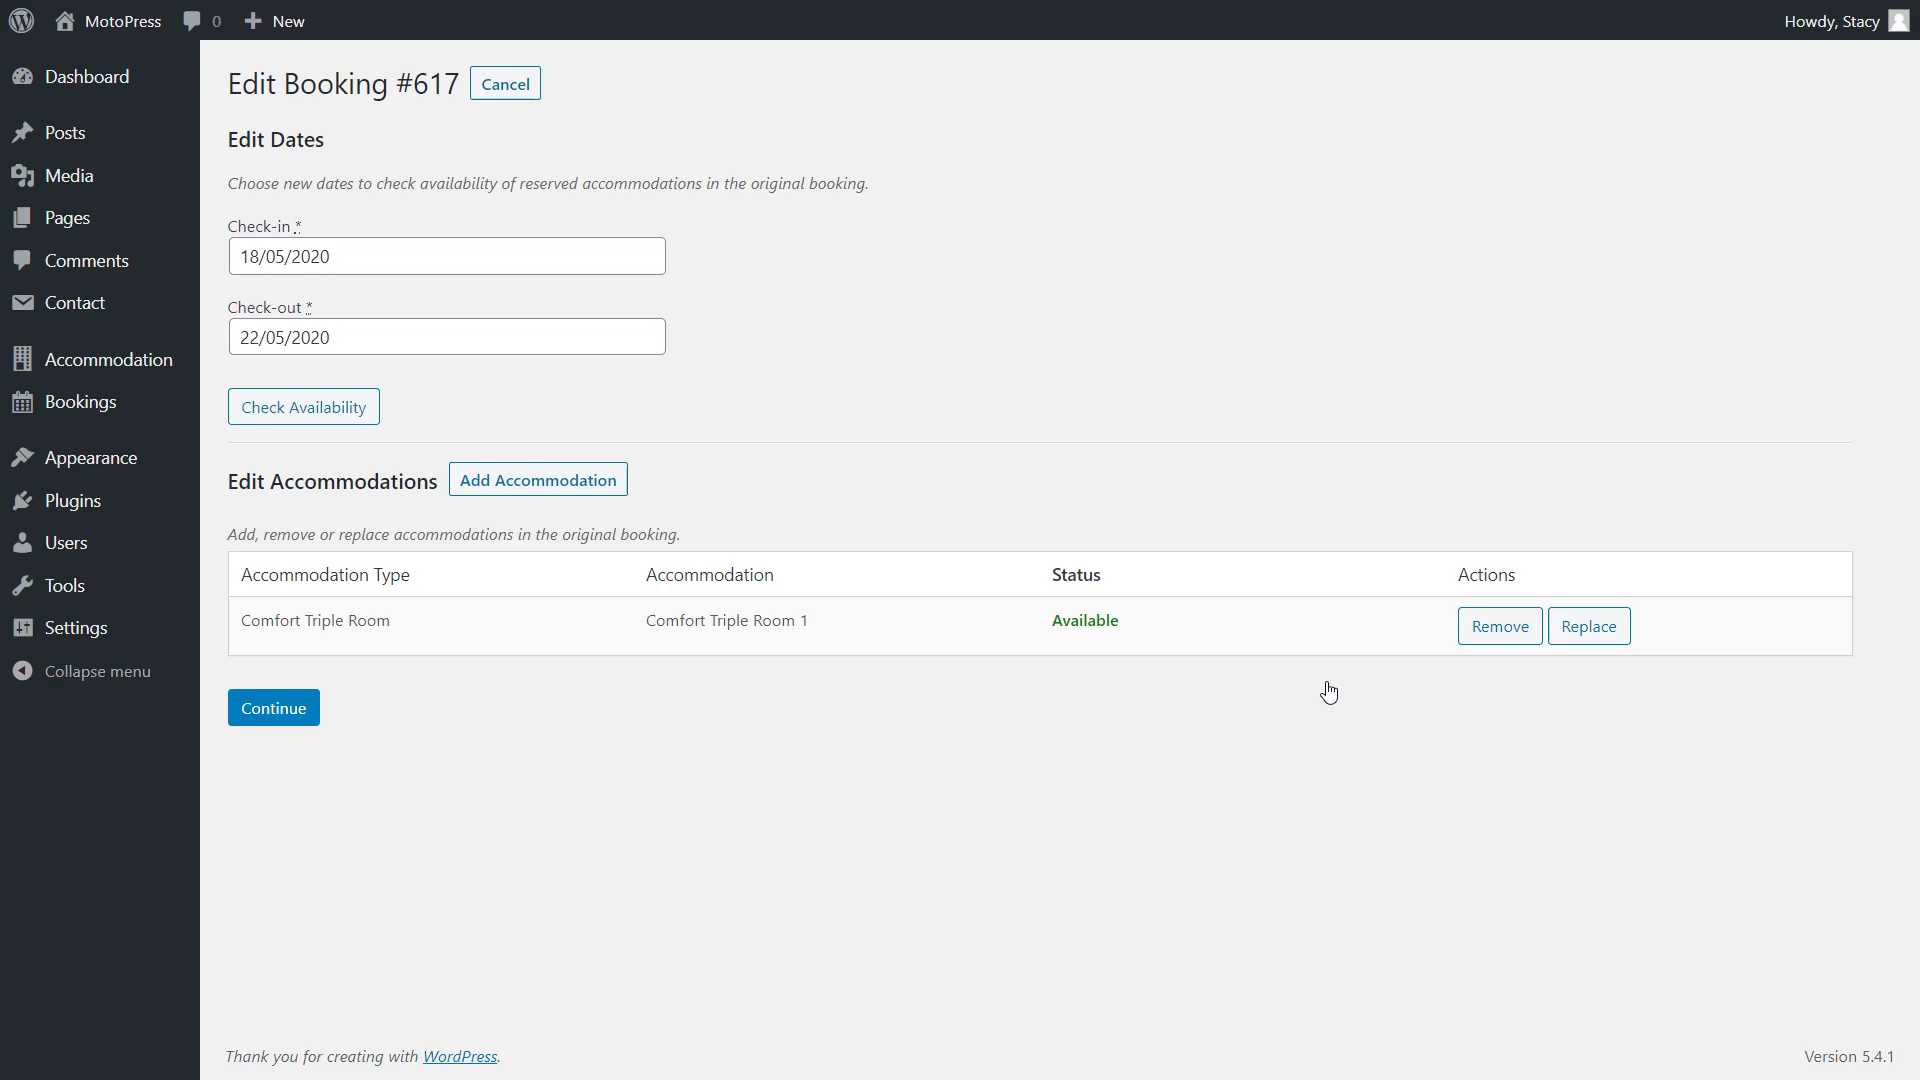 MotoPress 0 New Howdy, Stacy
Dashboard
Posts
Media
Pages
Comments
Contact
Accommodation
Bookings
Appearance
Plugins
Users
Tools
Settings
Collapse menu
Edit Booking #617 Cancel
Edit Dates
Choose new dates to check availability of reserved accommodations in the original booking.
Check-in *
18/05/2020
Check-out *
22/05/2020
Check Availability
Edit Accommodations Add Accommodation
Add, remove or replace accommodations in the original booking.
Accommodation Type Accommodation Status Actions
Comfort Triple Room Comfort Triple Room 1 Available Remove Replace
Continue
Thank you for creating with WordPress. Version 5.4.1